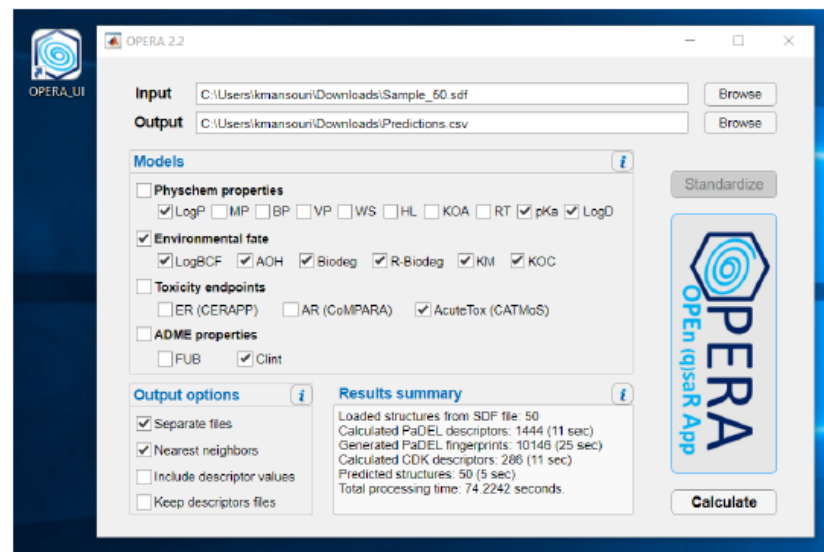 OPERA 2.2
OPERA_UI
Input C:\Users\kmansouri\Downloads\Sample_50.sdf Browse
Output C:\Users\kmansouri\Downloads\Predictions.csv Browse
Models i
Standardize
Physchem properties
LogP MP BP VP WS HL KOA RT pKa LogD
Environmental fate
LogBCF AOH Biodeg R-Biodeg KM KOC
Toxicity endpoints
ER (CERAPP) AR (CoMPARA) AcuteTox (CATMoS)
ADME properties
FUB Clint
OPERA
OPEn (q)saR App
Output options i
Separate files
Nearest neighbors
Include descriptor values
Keep descriptors files
Results summary i
Loaded structures from SDF file: 50
Calculated PaDEL descriptors: 1444 (11 sec)
Generated PaDEL fingerprints: 10146 (25 sec)
Calculated CDK descriptors: 286 (11 sec)
Predicted structures: 50 (5 sec)
Total processing time: 74.2242 seconds.
Calculate